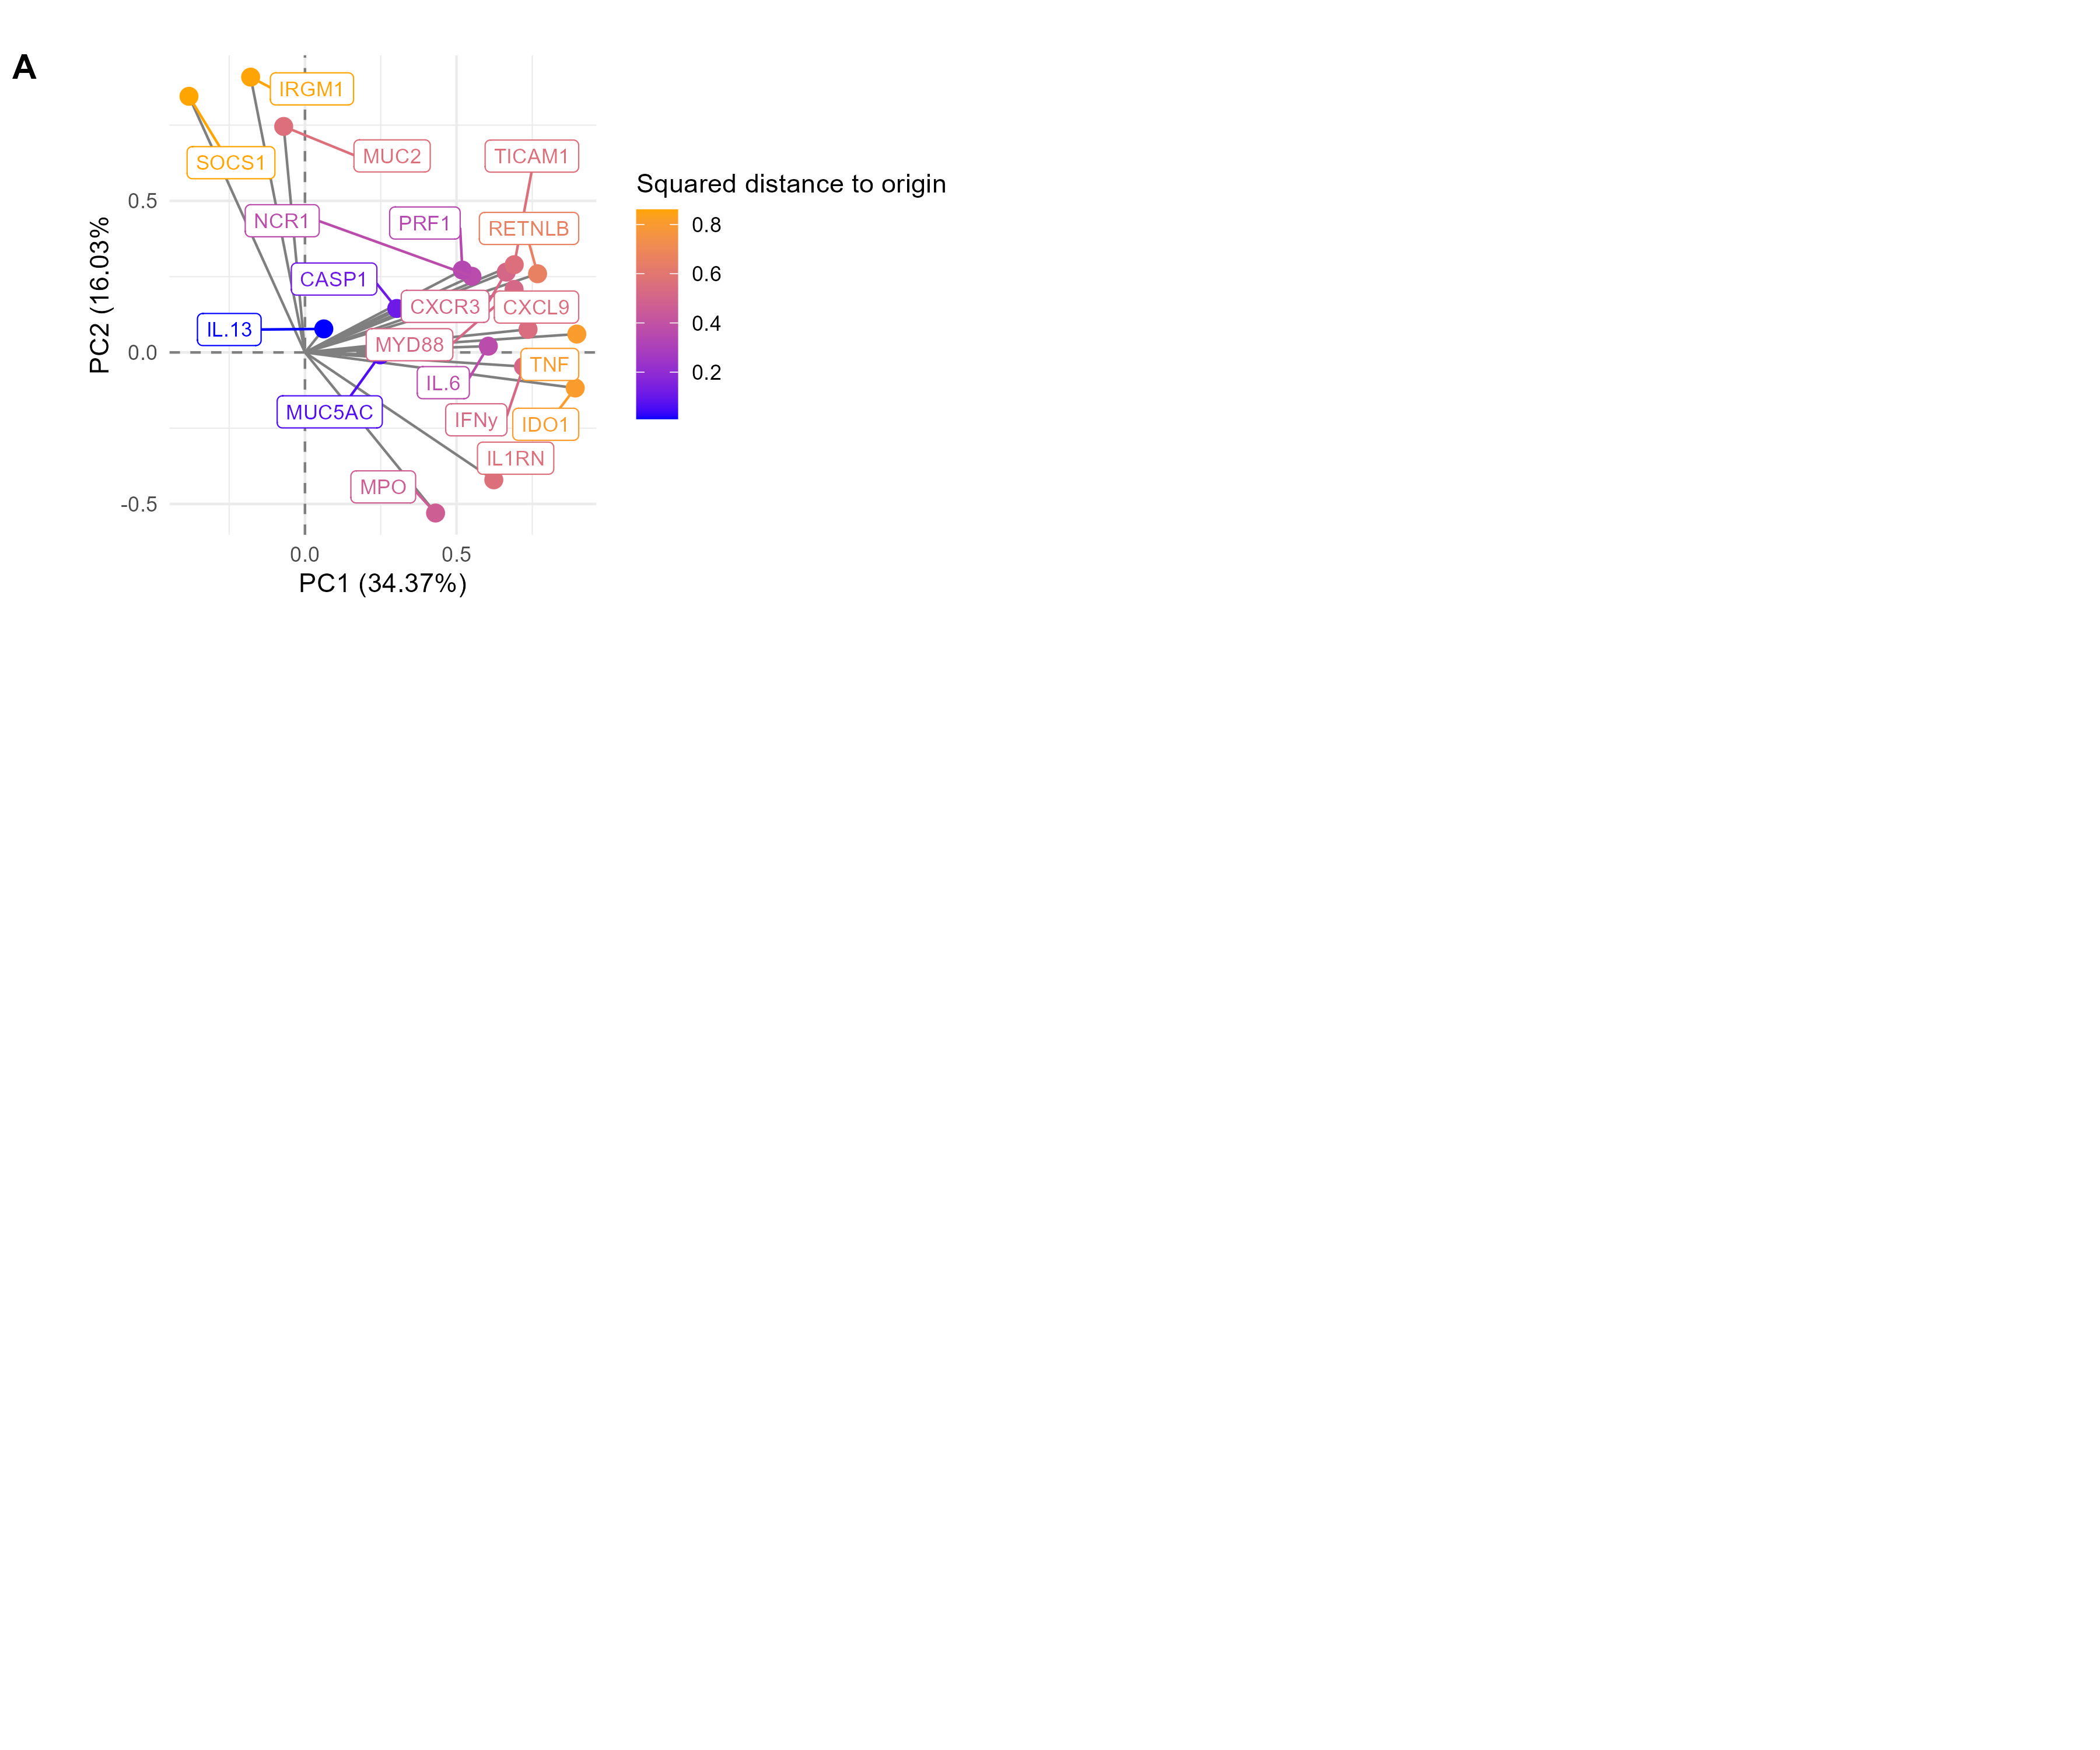 A
IRGM1
SOCS1
MUC2
TICAM1
NCR1
PRF1
RETNLB
CASP1
CXCR3
CXCL9
IL.13
MYD88
TNF
IL.6
MUC5AC
IFNy
IDO1
IL1RN
MPO
0.5
0.0
-0.5
PC2 (16.03%
0.0
0.5
PC1 (34.37%)
Squared distance to origin
0.8
0.6
0.4
0.2